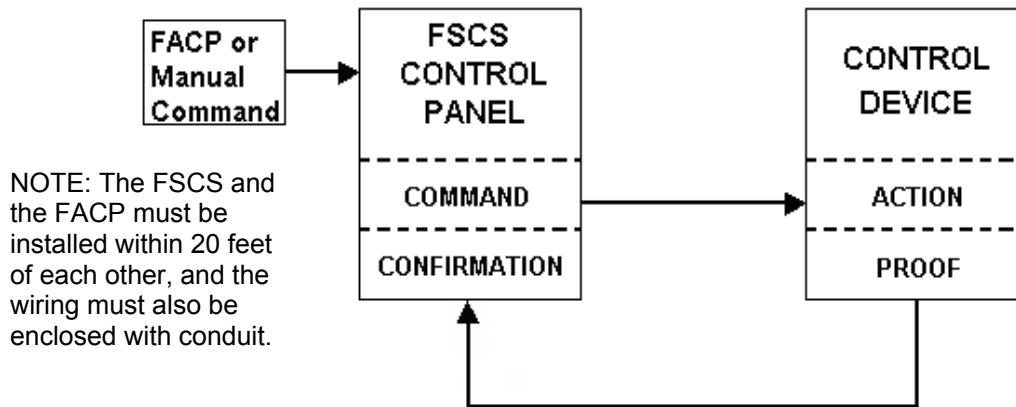 FACP or
Manual
Command
FSCS
CONTROL
PANEL
COMMAND
CONFIRMATION
CONTROL
DEVICE
ACTION
PROOF
NOTE: The FSCS and
the FACP must be
installed within 20 feet
of each other, and the
wiring must also be
enclosed with conduit.